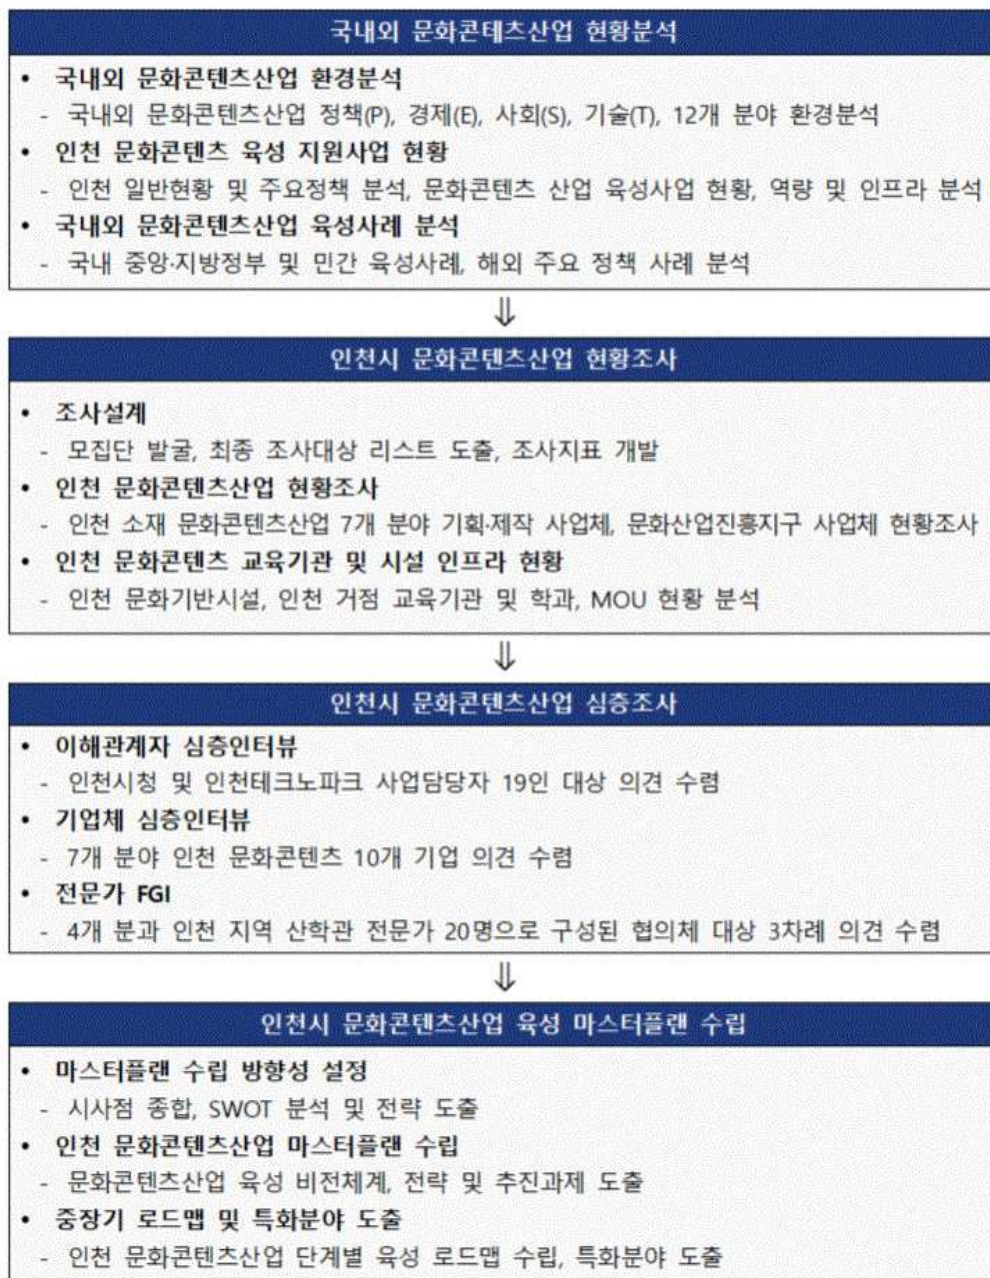 국내외 문화콘테츠산업 현황분석
• 국내외 문화콘텐츠산업 환경분석
- 국내외 문화콘텐츠산업 정책(P), 경제(E), 사회(S), 기술(T), 12개 분야 환경분석
• 인천 문화콘텐츠 육성 지원사업 현황
- 인천 일반현황 및 주요정책 분석, 문화콘텐츠 산업 육성사업 현황, 역량 및 인프라 분석
• 국내외 문화콘텐츠산업 육성사례 분석
- 국내 중앙·지방정부 및 민간 육성사례, 해외 주요 정책 사례 분석
⇓
인천시 문화콘텐츠산업 현황조사
• 조사설계
- 모집단 발굴, 최종 조사대상 리스트 도출, 조사지표 개발
• 인천 문화콘텐츠산업 현황조사
- 인천 소재 문화콘텐츠산업 7개 분야 기획·제작 사업체, 문화산업진흥지구 사업체 현황조사
• 인천 문화콘텐츠 교육기관 및 시설 인프라 현황
- 인천 문화기반시설, 인천 거점 교육기관 및 학과, MOU 현황 분석
⇓
인천시 문화콘텐츠산업 심층조사
• 이해관계자 심층인터뷰
- 인천시청 및 인천테크노파크 사업담당자 19인 대상 의견 수렴
• 기업체 심층인터뷰
- 7개 분야 인천 문화콘텐츠 10개 기업 의견 수렴
• 전문가 FGI
- 4개 분과 인천 지역 산학관 전문가 20명으로 구성된 협의체 대상 3차례 의견 수렴
⇓
인천시 문화콘텐츠산업 육성 마스터플랜 수립
• 마스터플랜 수립 방향성 설정
- 시사점 종합, SWOT 분석 및 전략 도출
• 인천 문화콘텐츠산업 마스터플랜 수립
- 문화콘텐츠산업 육성 비전체계, 전략 및 추진과제 도출
• 중장기 로드맵 및 특화분야 도출
- 인천 문화콘텐츠산업 단계별 육성 로드맵 수립, 특화분야 도출